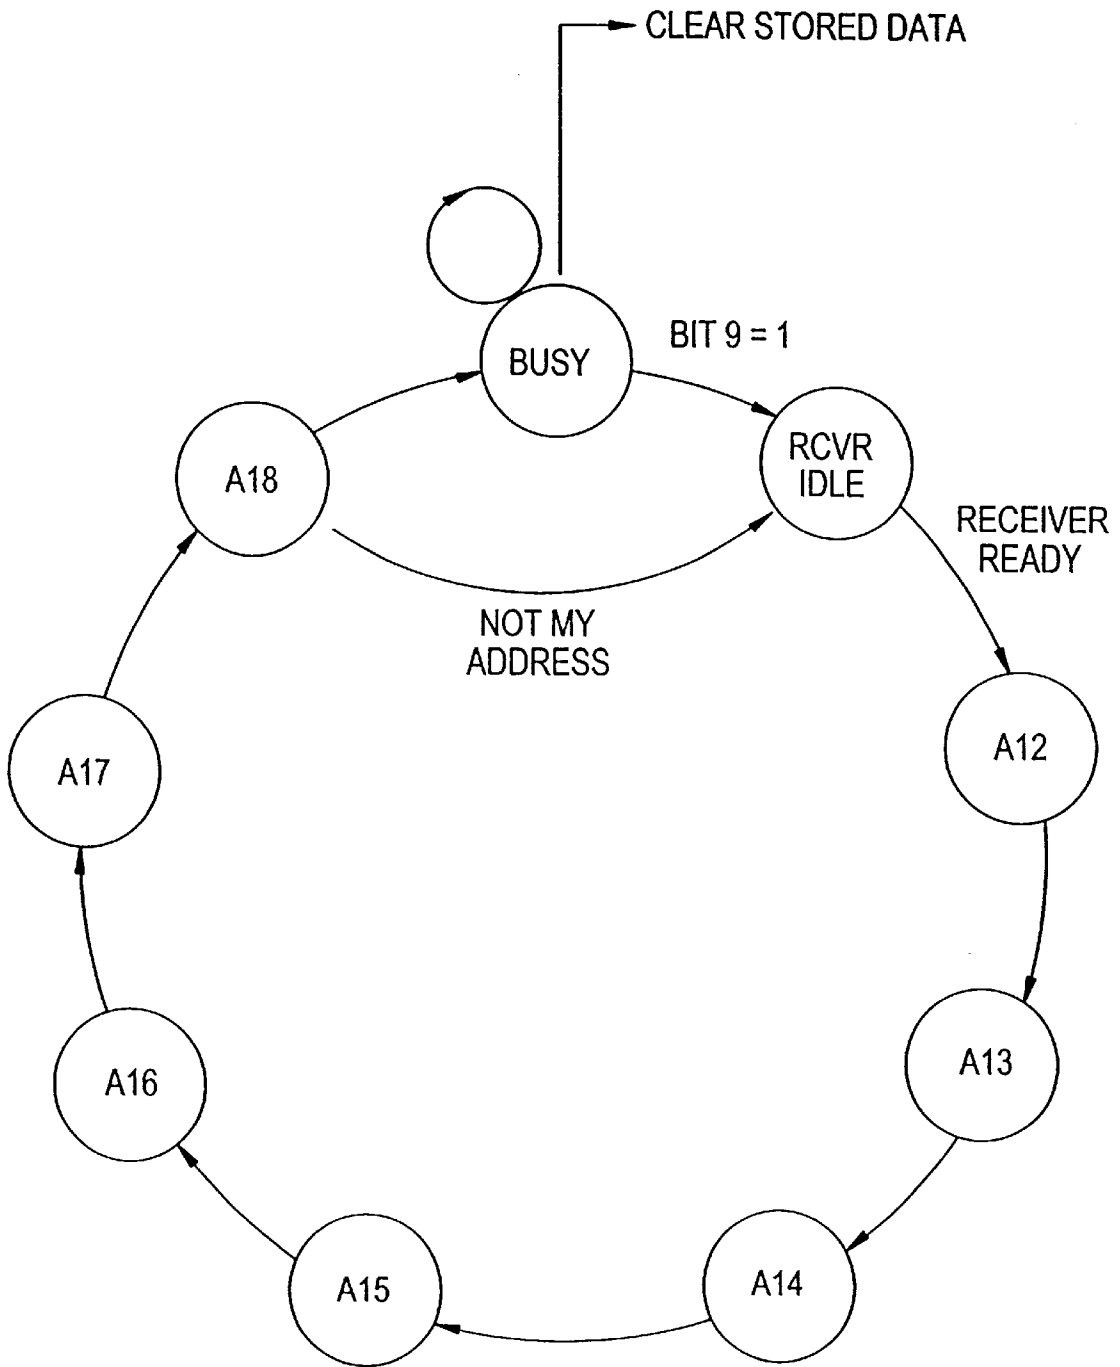 CLEAR STORED DATA
BUSY
BIT 9 = 1
RCVR
IDLE
A18
RECEIVER
READY
NOT MY
ADDRESS
A12
A17
A13
A16
A14
A15